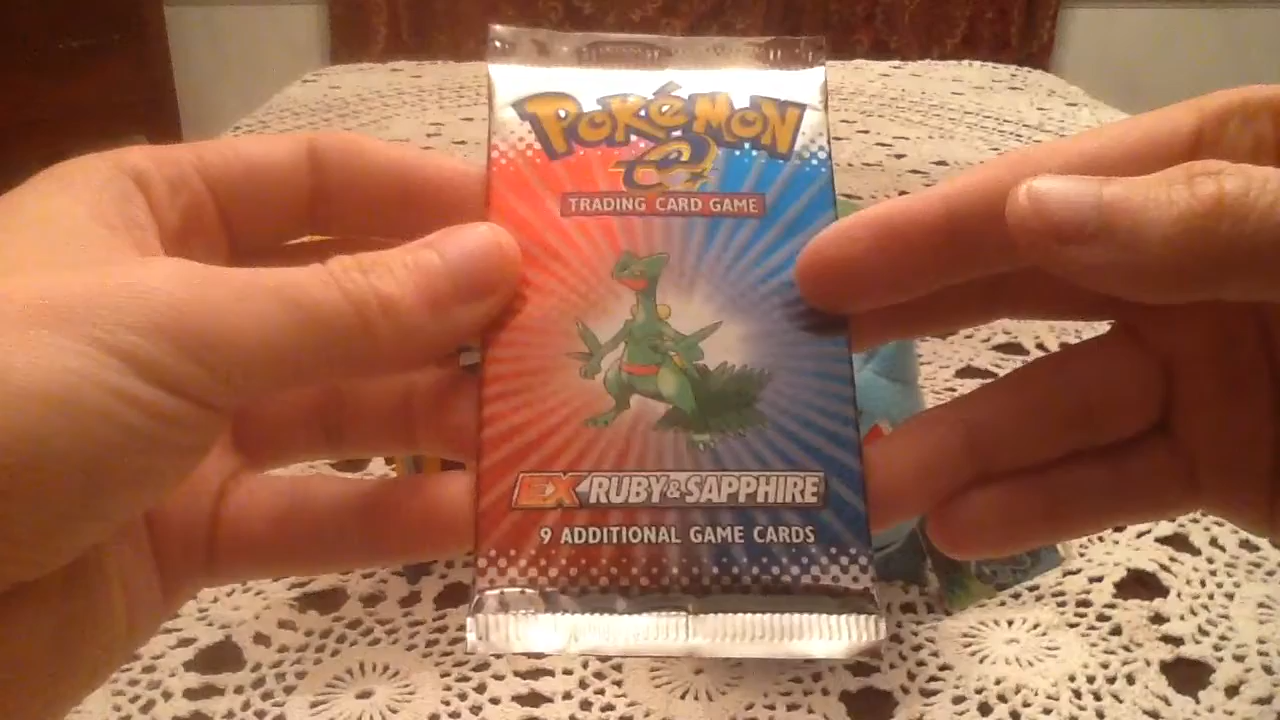 POKéMON
e
TRADING CARD GAME
EX RUBY & SAPPHIRE
9 ADDITIONAL GAME CARDS